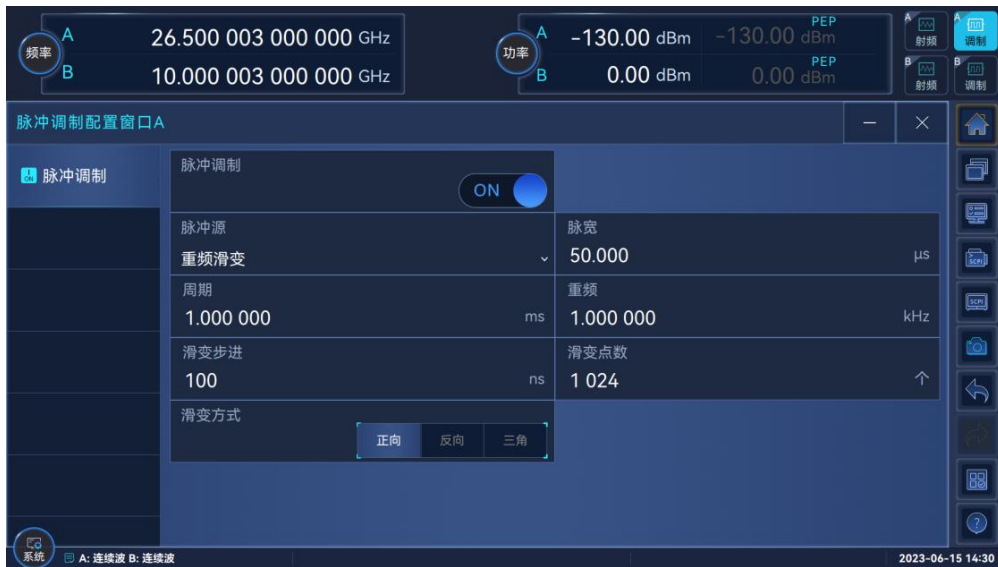 频率
A 26.500 003 000 000 GHz
B 10.000 003 000 000 GHz
功率
PEP
A -130.00 dBm -130.00 dBm
PEP
B 0.00 dBm 0.00 dBm
A 射频
A 调制
B 射频
B 调制
脉冲调制配置窗口A
ON 脉冲调制
脉冲调制
ON
脉冲源
重频滑变
脉宽
50.000 μs
周期
1.000 000 ms
重频
1.000 000 kHz
滑变步进
100 ns
滑变点数
1 024 个
滑变方式
正向 反向 三角
SCPI
SCPI
系统
A: 连续波 B: 连续波
2023-06-15 14:30